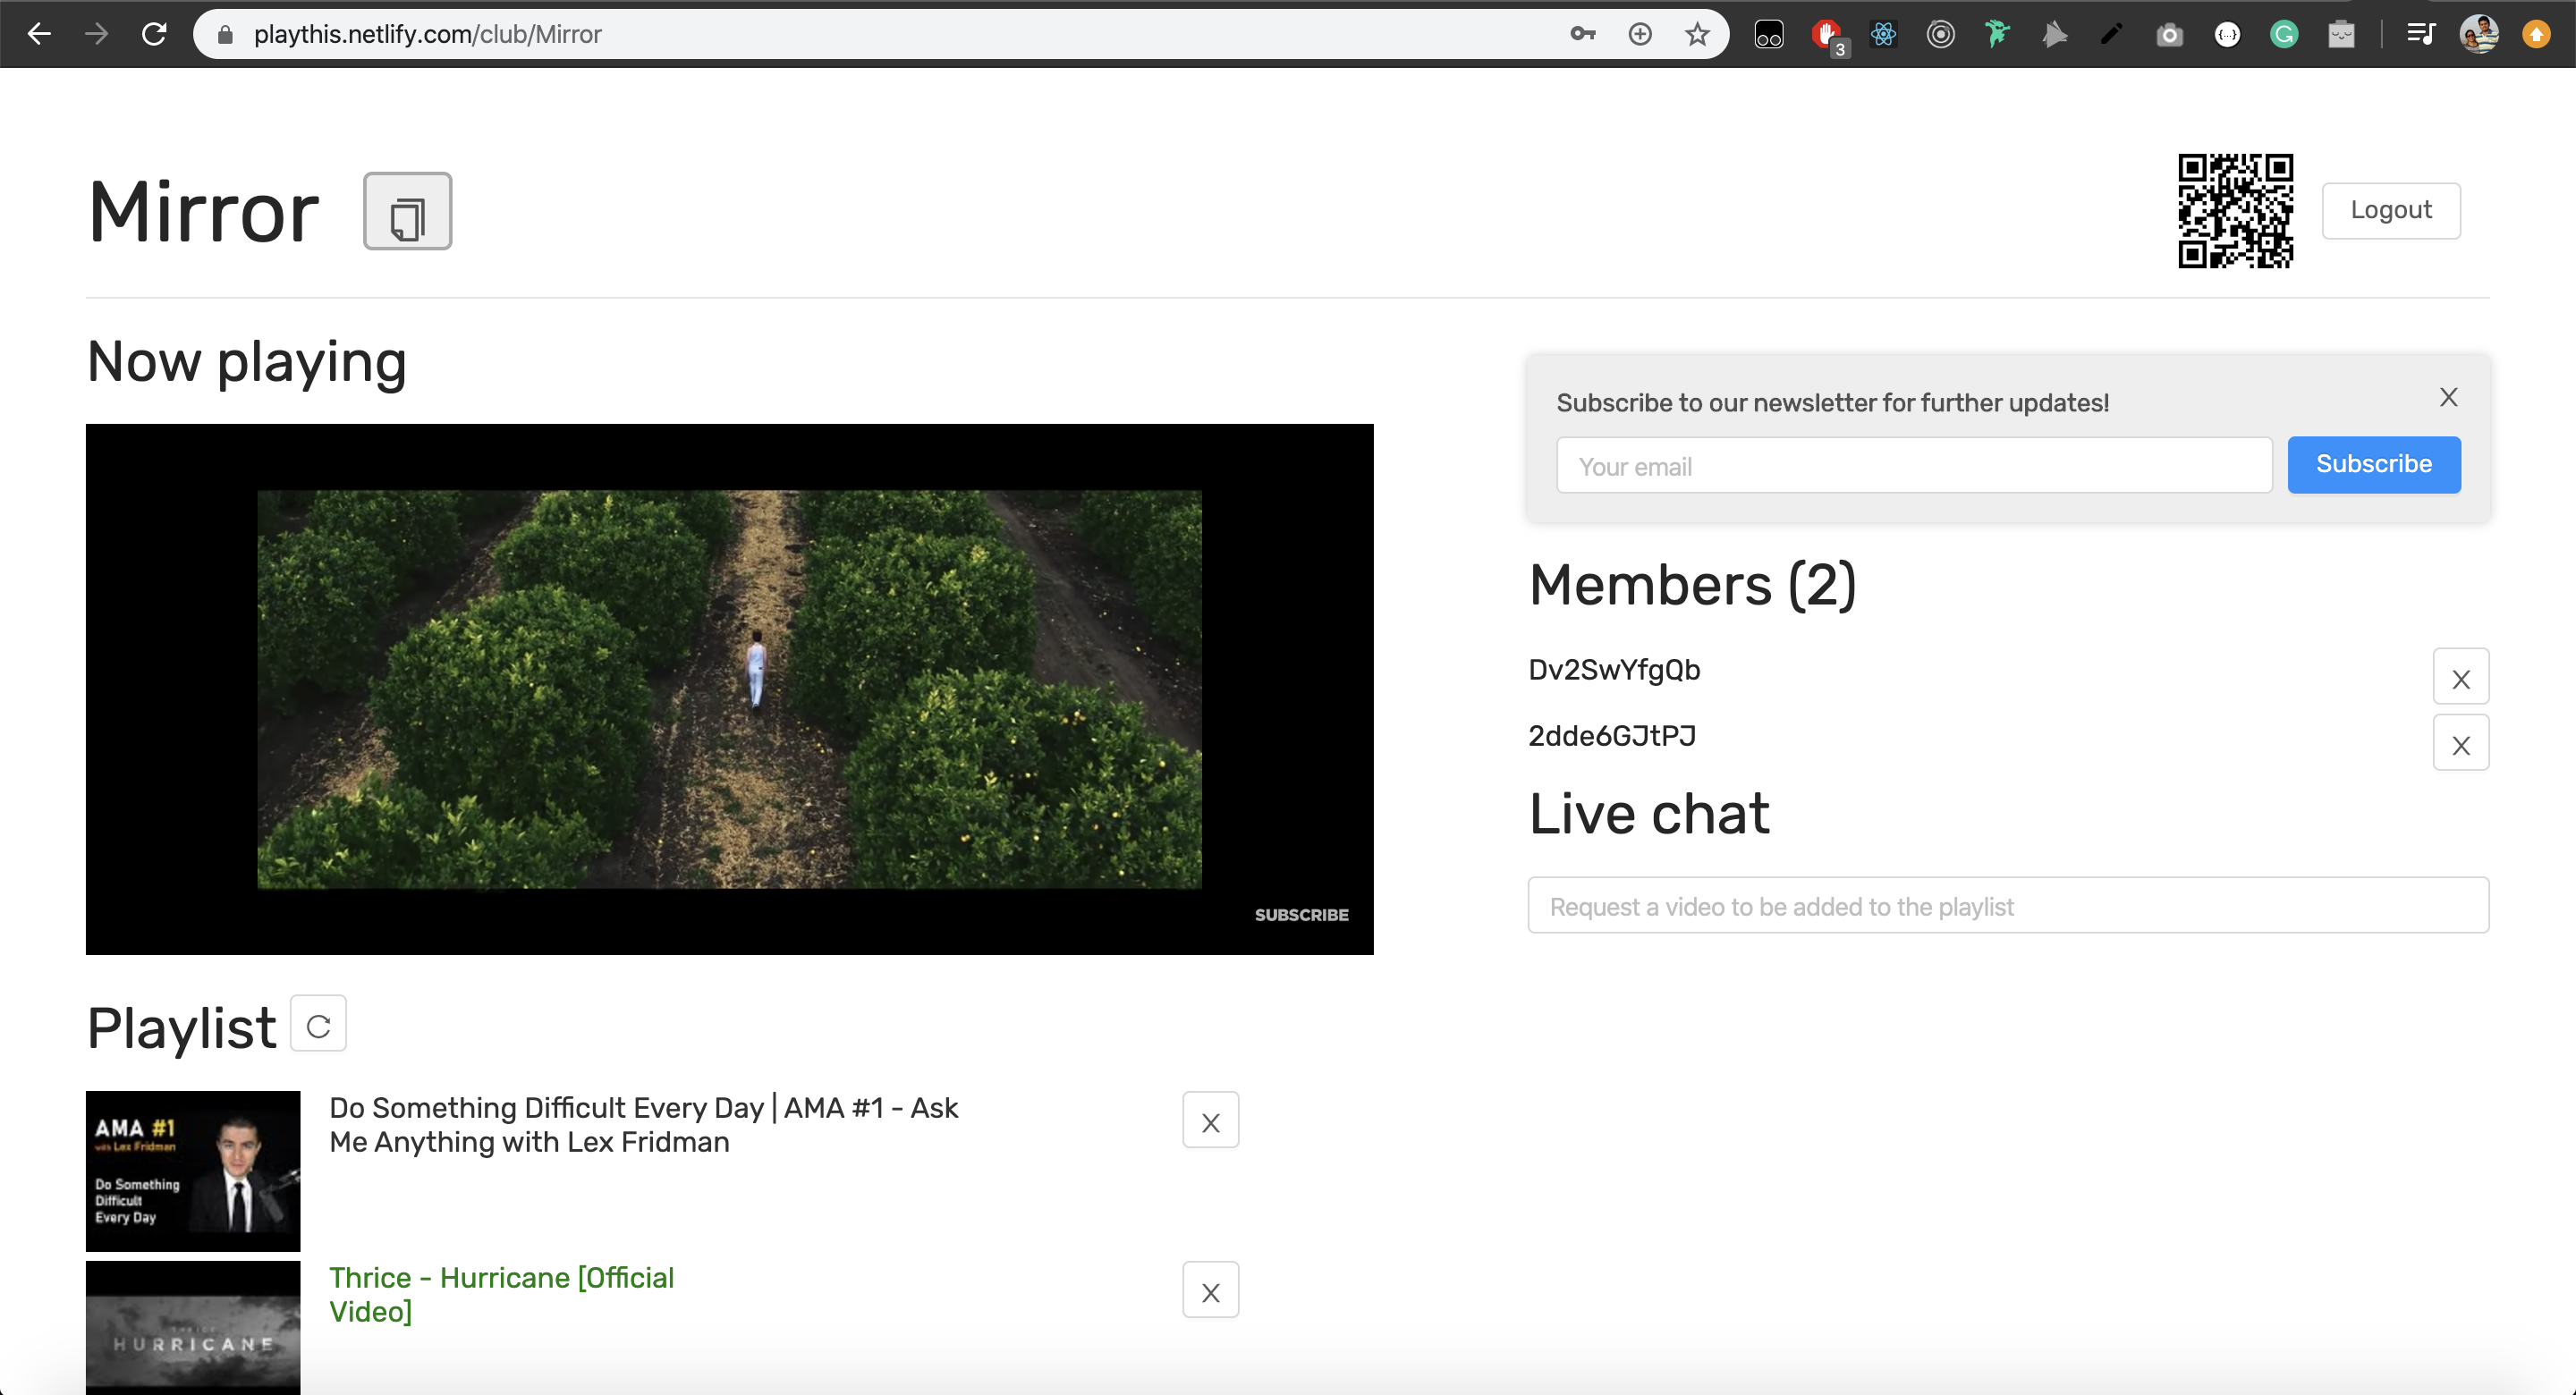 playthis.netlify.com/club/Mirror
3
Mirror
Logout
Now playing
SUBSCRIBE
Subscribe to our newsletter for further updates!
X
Your email
Subscribe
Members (2)
Dv2SwYfgQb
X
2dde6GJtPJ
X
Live chat
Request a video to be added to the playlist
Playlist
AMA #1
with Lex Fridman
Do Something
Difficult
Every Day
Do Something Difficult Every Day | AMA #1 - Ask
Me Anything with Lex Fridman
X
THRICE
HURRICANE
Thrice - Hurricane [Official
Video]
X